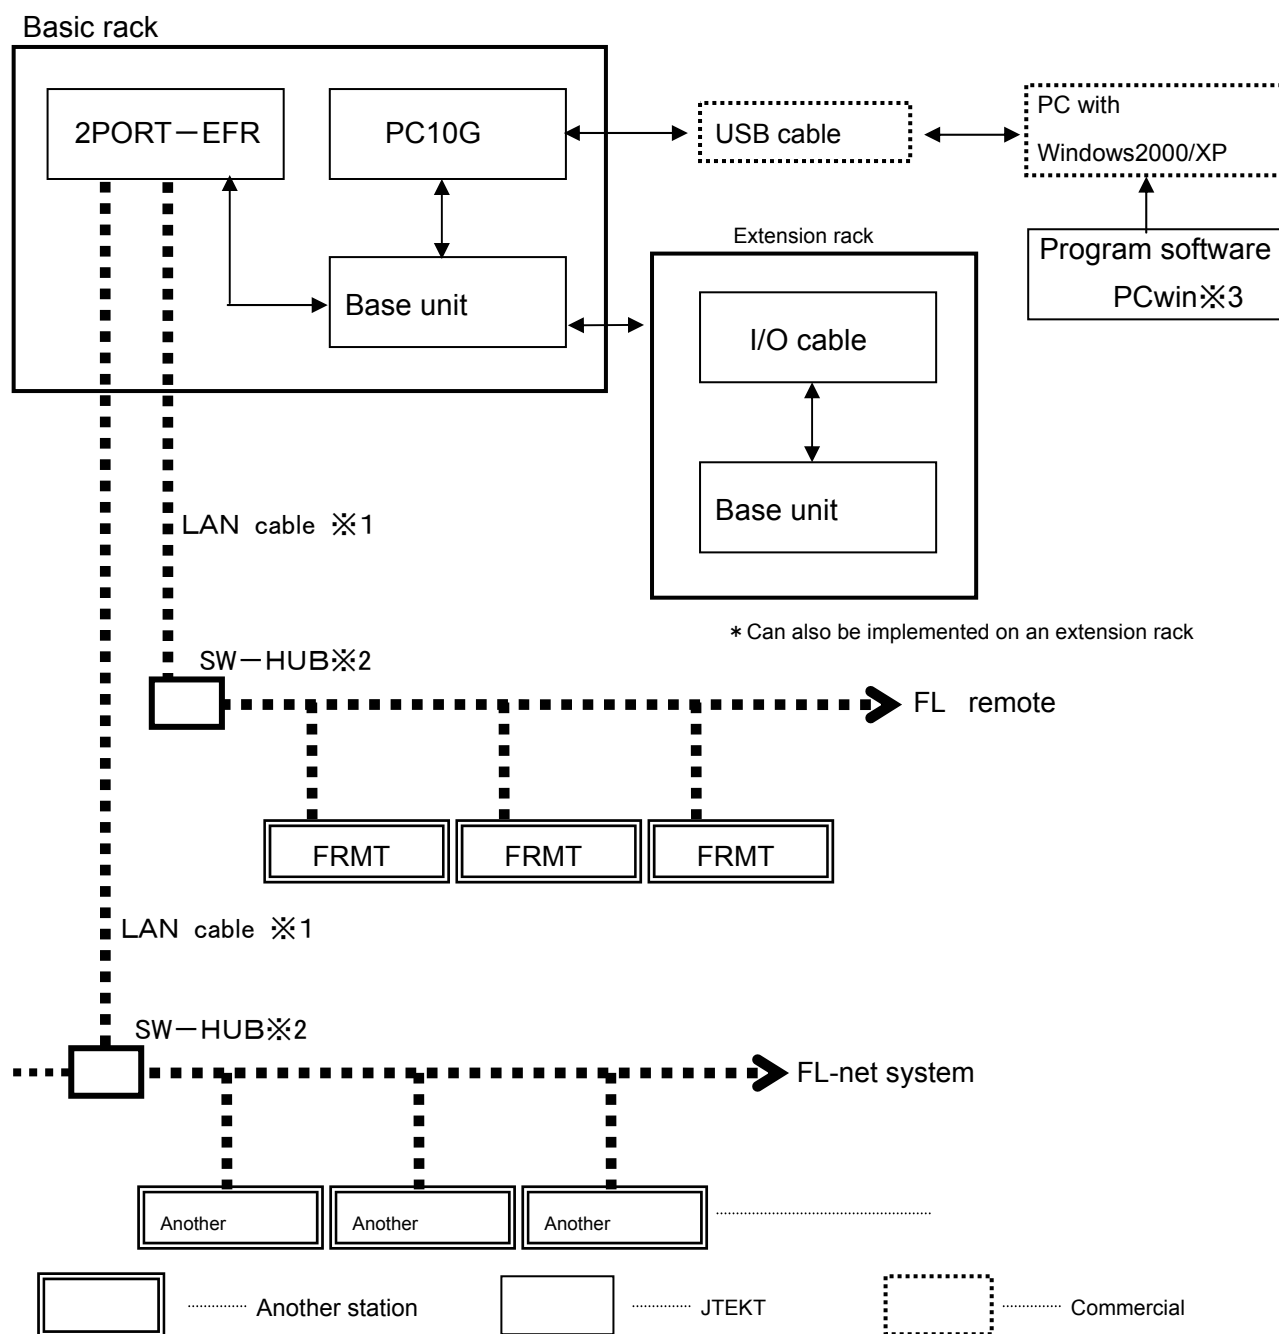 Basic rack
2PORT－EFR
PC10G
USB cable
PC with
Windows2000/XP
Extension rack
Program software
PCwin※3
Base unit
I/O cable
Base unit
LAN cable ※1
* Can also be implemented on an extension rack
SW－HUB※2
FL remote
FRMT
FRMT
FRMT
LAN cable ※1
SW－HUB※2
FL-net system
Another
Another
Another
Another station
JTEKT
Commercial